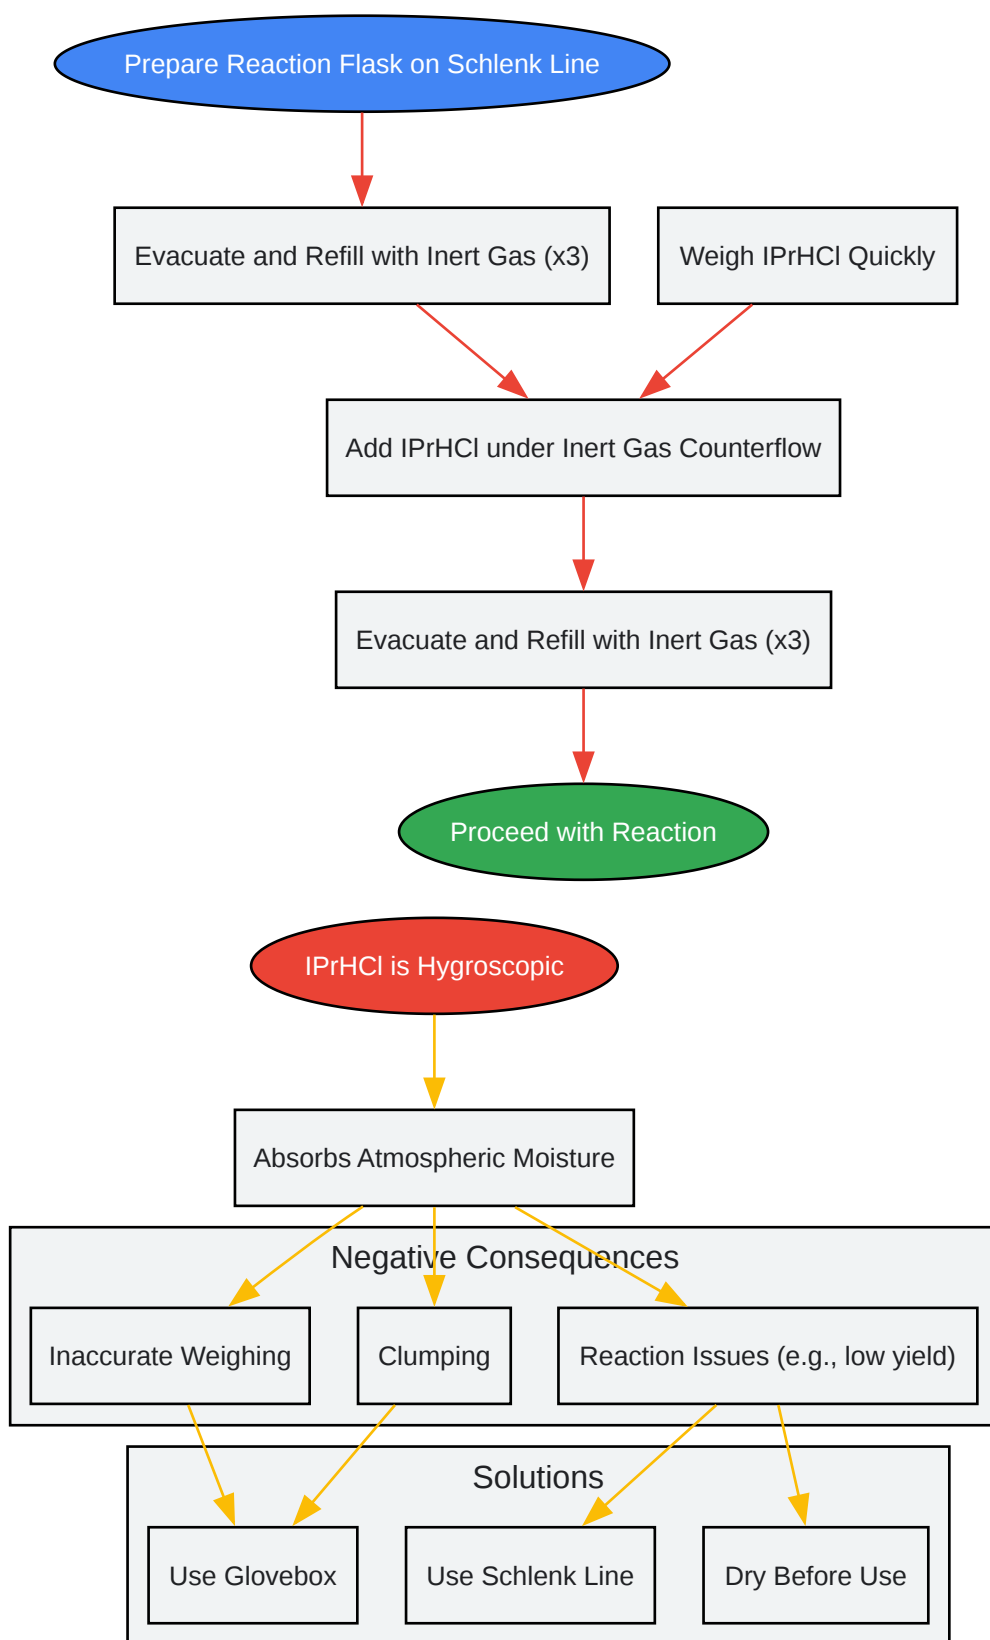 Prepare Reaction Flask on Schlenk Line
Evacuate and Refill with Inert Gas (x3)
Weigh IPrHCl Quickly
Add IPrHCl under Inert Gas Counterflow
Evacuate and Refill with Inert Gas (x3)
Proceed with Reaction
IPrHCl is Hygroscopic
Absorbs Atmospheric Moisture
Negative Consequences
Inaccurate Weighing
Clumping
Reaction Issues (e.g., low yield)
Solutions
Use Glovebox
Use Schlenk Line
Dry Before Use